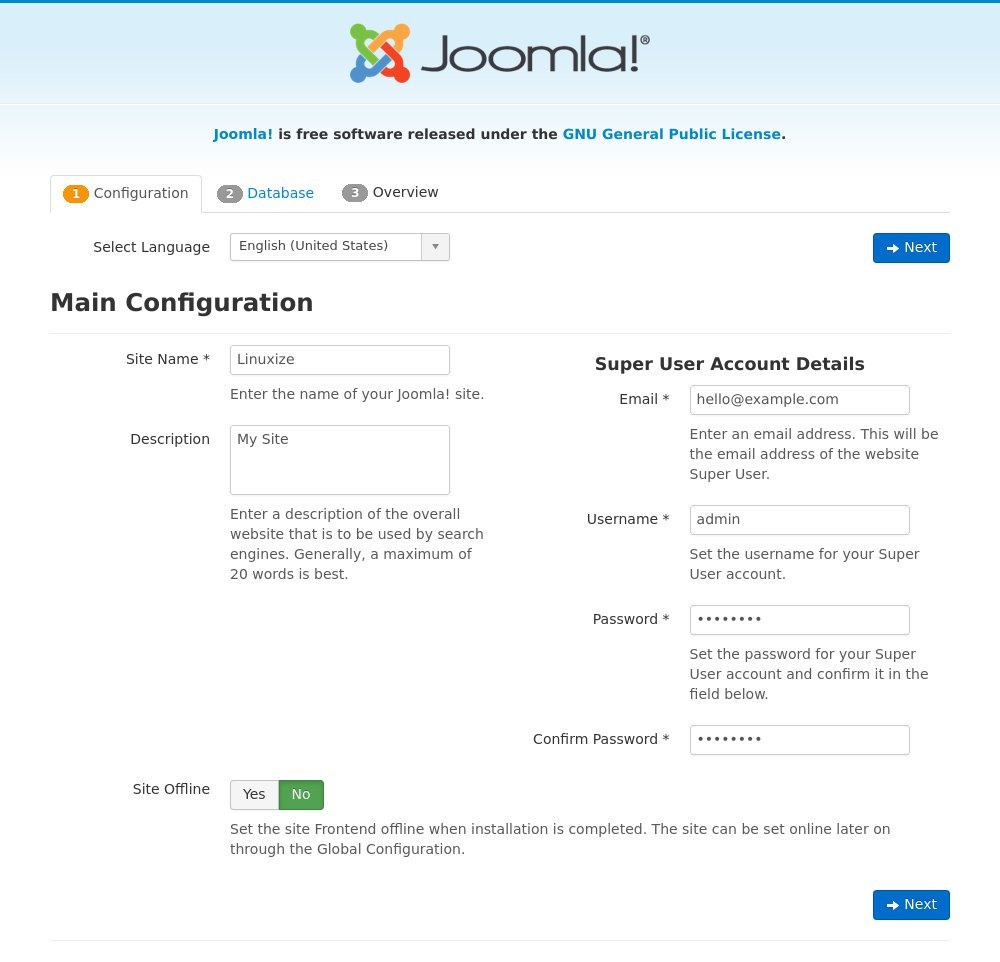 Joomla!®
Joomla! is free software released under the GNU General Public License.
1 Configuration
2 Database
3 Overview
Select Language
English (United States)
Next
Main Configuration
Site Name *
Linuxize
Enter the name of your Joomla! site.
Description
My Site
Enter a description of the overall
website that is to be used by search
engines. Generally, a maximum of
20 words is best.
Super User Account Details
Email *
hello@example.com
Enter an email address. This will be
the email address of the website
Super User.
Username *
admin
Set the username for your Super
User account.
Password *
••••••••
Set the password for your Super
User account and confirm it in the
field below.
Confirm Password *
••••••••
Site Offline
Yes
No
Set the site Frontend offline when installation is completed. The site can be set online later on
through the Global Configuration.
Next